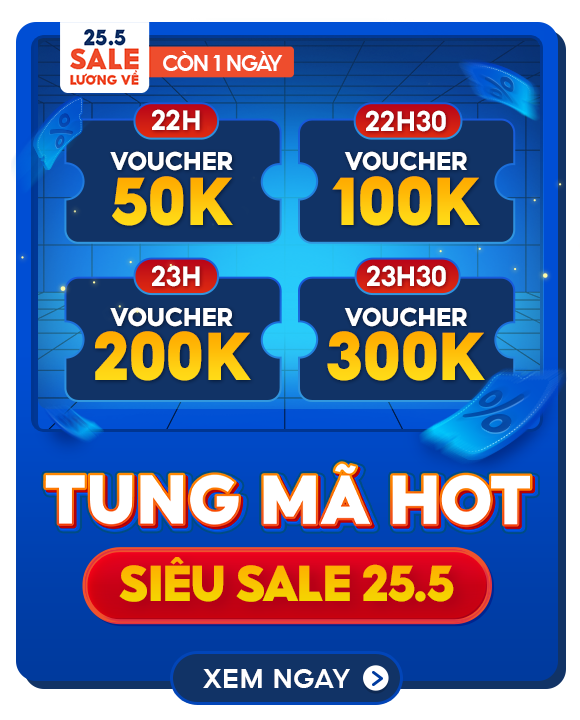 25.5
SALE
LƯƠNG VỀ
CÒN 1 NGÀY
22H
VOUCHER
50K
22H30
VOUCHER
100K
23H
VOUCHER
200K
23H30
VOUCHER
300K
TUNG MÃ HOT
SIÊU SALE 25.5
XEM NGAY